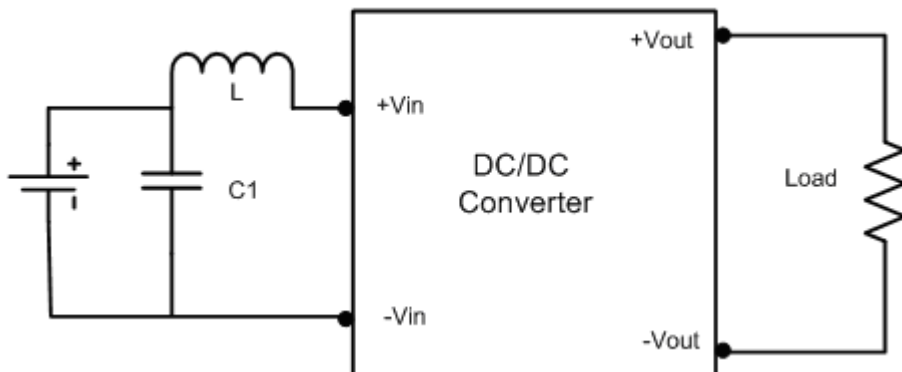 +Vout
L
+Vin
DC/DC
Converter
C1
Load
-Vin
-Vout
+
-